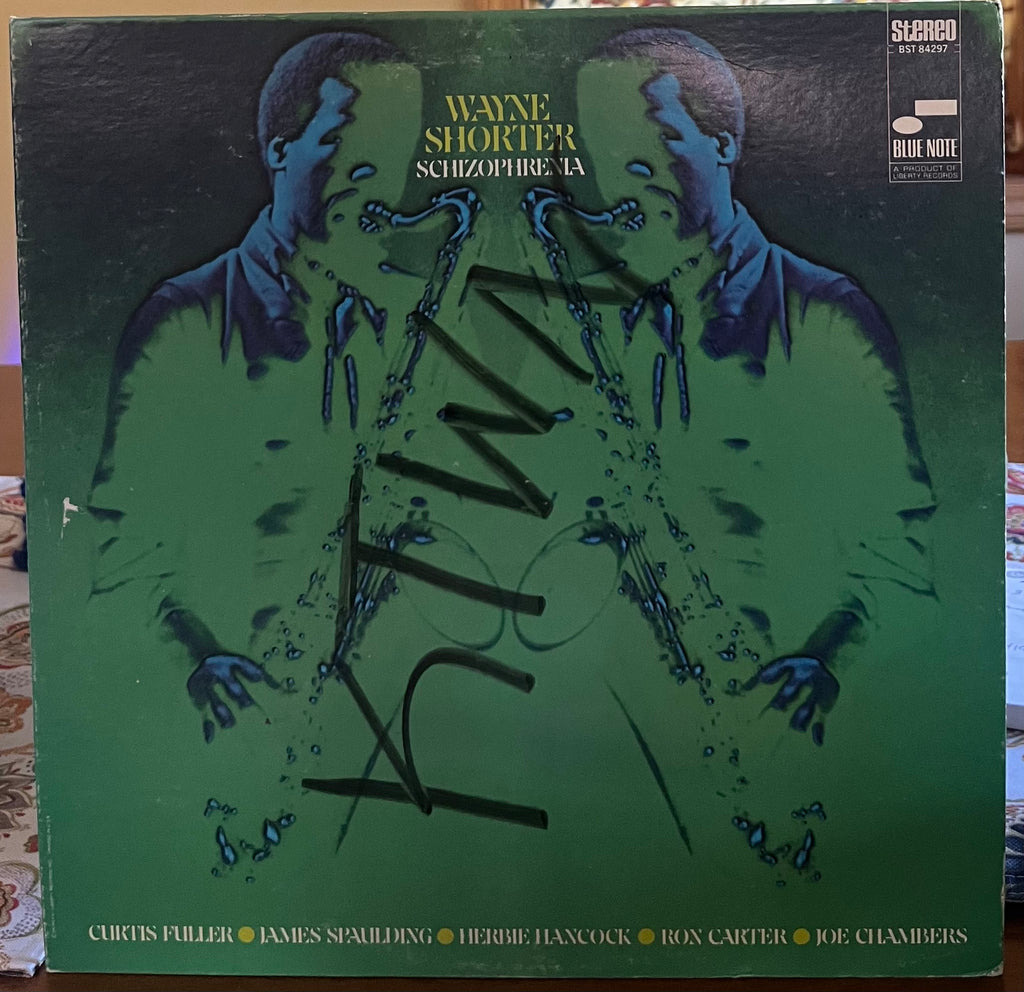 STEREO
BST 84297
BLUE NOTE
A PRODUCT OF
LIBERTY RECORDS
WAYNE
SHORTER
SCHIZOPHRENIA
KTWN
CURTIS FULLER ● JAMES SPAULDING ● HERBIE HANCOCK ● RON CARTER ● JOE CHAMBERS